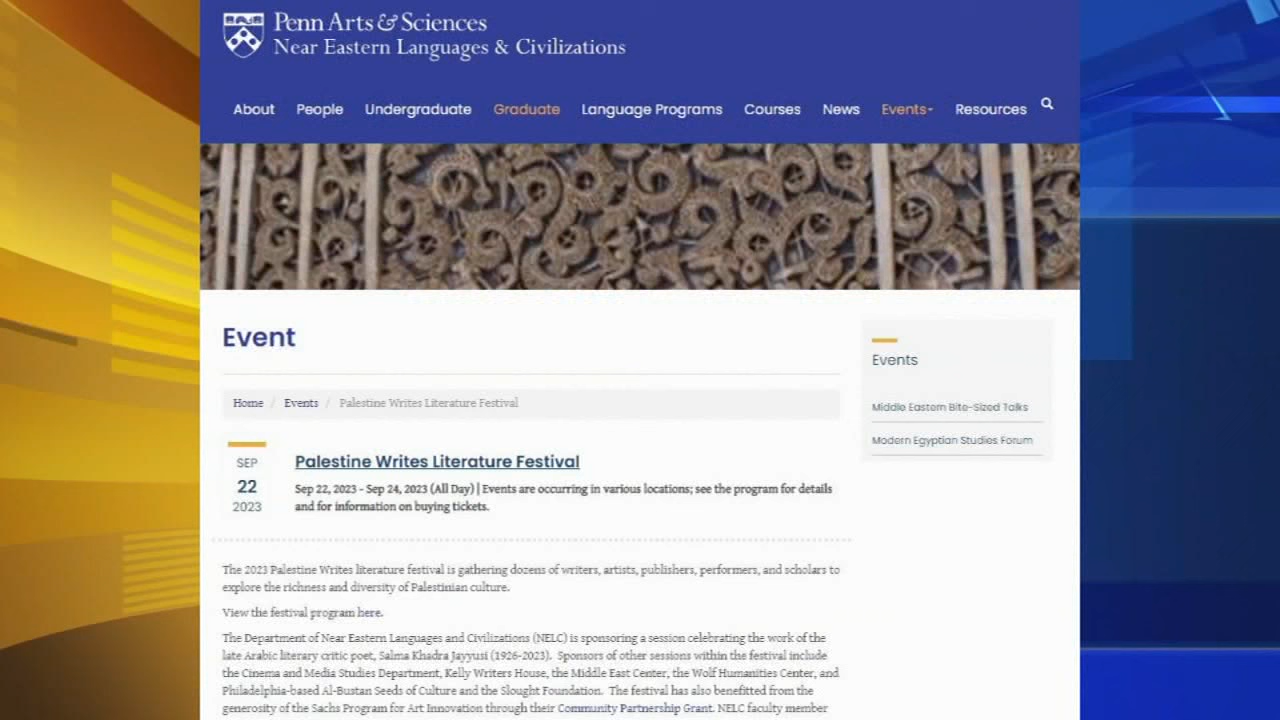 Penn Arts & Sciences
Near Eastern Languages & Civilizations
About People Undergraduate Graduate Language Programs Courses News Events Resources
Event
Home / Events / Palestine Writes Literature Festival
SEP
22
2023
Palestine Writes Literature Festival
Sep 22, 2023 - Sep 24, 2023 (All Day) | Events are occurring in various locations; see the program for details
and for information on buying tickets.
The 2023 Palestine Writes literature festival is gathering dozens of writers, artists, publishers, performers, and scholars to
explore the richness and diversity of Palestinian culture.
View the festival program here.
The Department of Near Eastern Languages and Civilizations (NELC) is sponsoring a session celebrating the work of the
late Arabic literary critic poet, Salma Khadra Jayyusi (1926-2023). Sponsors of other sessions within the festival include
the Cinema and Media Studies Department, Kelly Writers House, the Middle East Center, the Wolf Humanities Center, and
Philadelphia-based Al-Bustan Seeds of Culture and the Slought Foundation. The festival has also benefitted from the
generosity of the Sachs Program for Art Innovation through their Community Partnership Grant. NELC faculty member
Events
Middle Eastern Bite-Sized Talks
Modern Egyptian Studies Forum